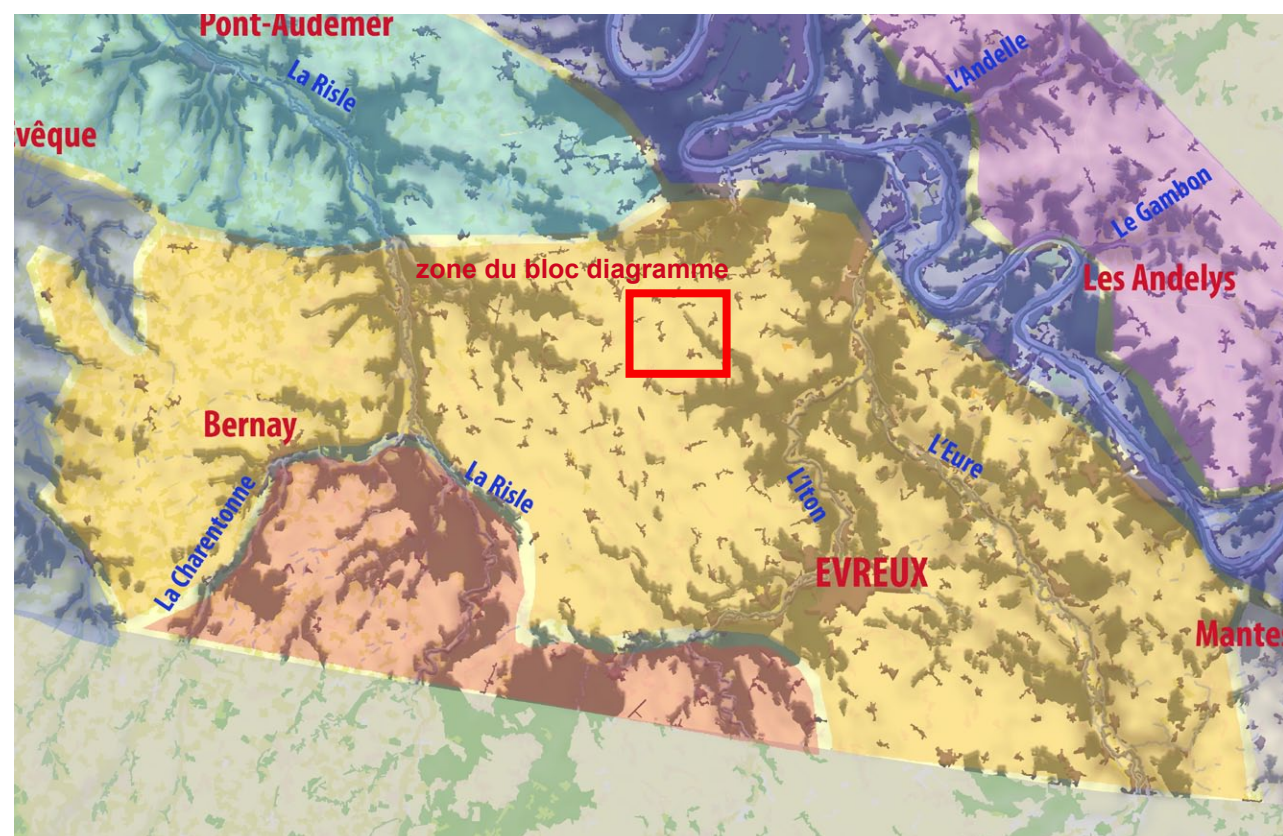 Pont-Audemer
La Risle
L'Andelle
vêque
Le Gambon
zone du bloc diagramme
Les Andelys
Bernay
L'Eure
La Risle
L'Iton
La Charentonne
EVREUX
Mantes